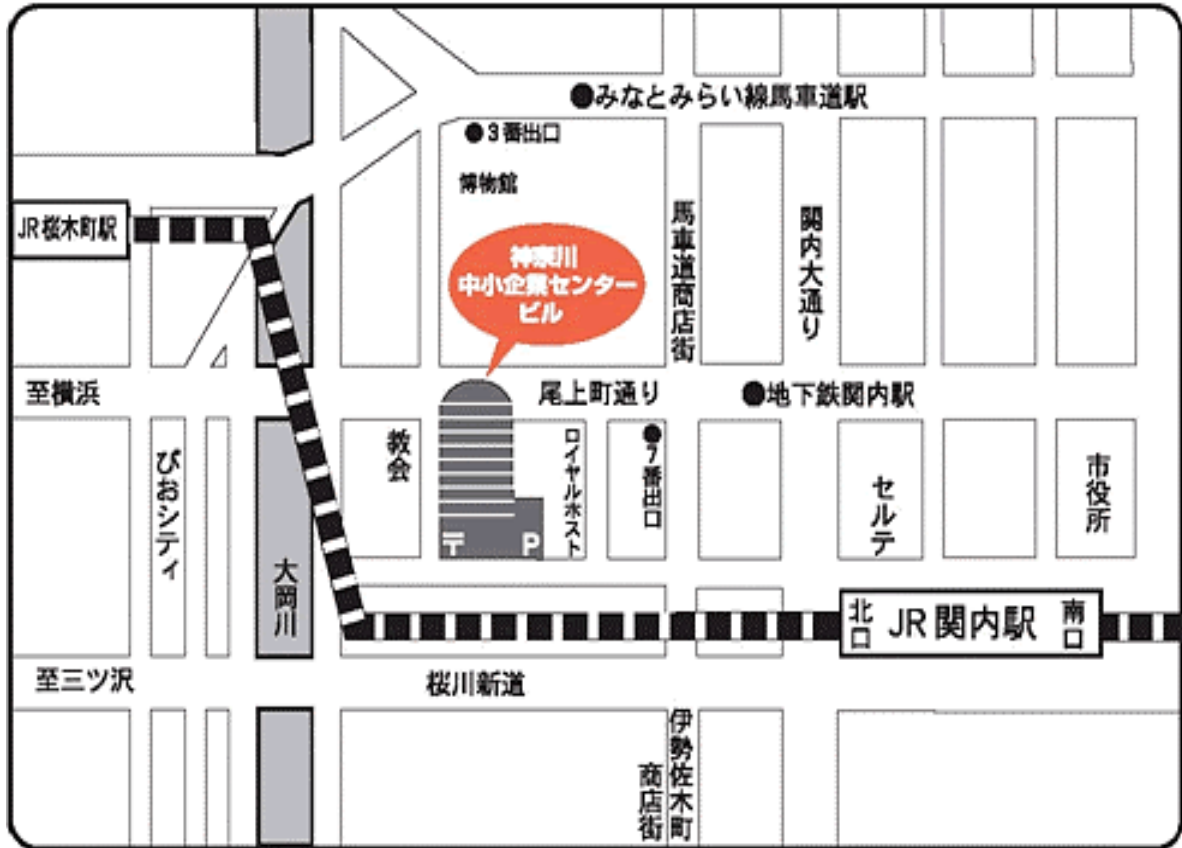 ●みなとみらい線馬車道駅
●3番出口
博物館
JR桜木町駅
神奈川
中小企業センター
ビル
馬車道商店街
関内大通り
至横浜
尾上町通り
●地下鉄関内駅
ぴおシティ
教会
ロイヤルホスト
●7番出口
セルテ
市役所
〒
P
大岡川
北口
JR関内駅
南口
至三ツ沢
桜川新道
伊勢佐木町
商店街